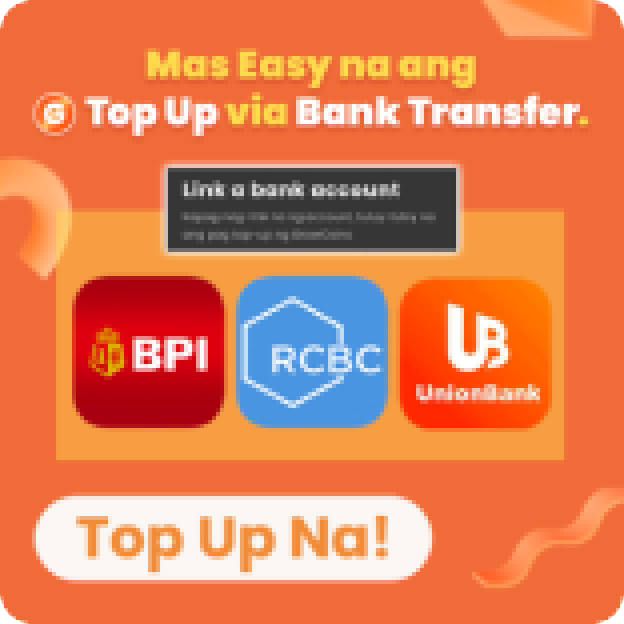 Mas Easy na ang
G Top Up via Bank Transfer.
Link a bank account
BPI
RCBC
UB
UnionBank
Top Up Na!